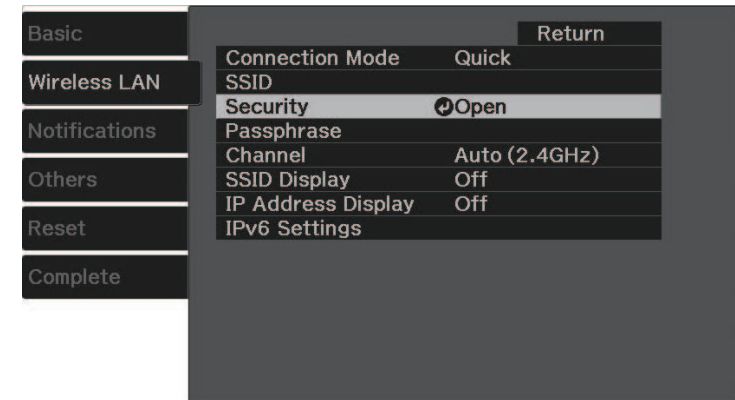 Basic
Wireless LAN
Notifications
Others
Reset
Complete
Return
Connection Mode Quick
SSID
Security Open
Passphrase
Channel Auto (2.4GHz)
SSID Display Off
IP Address Display Off
IPv6 Settings